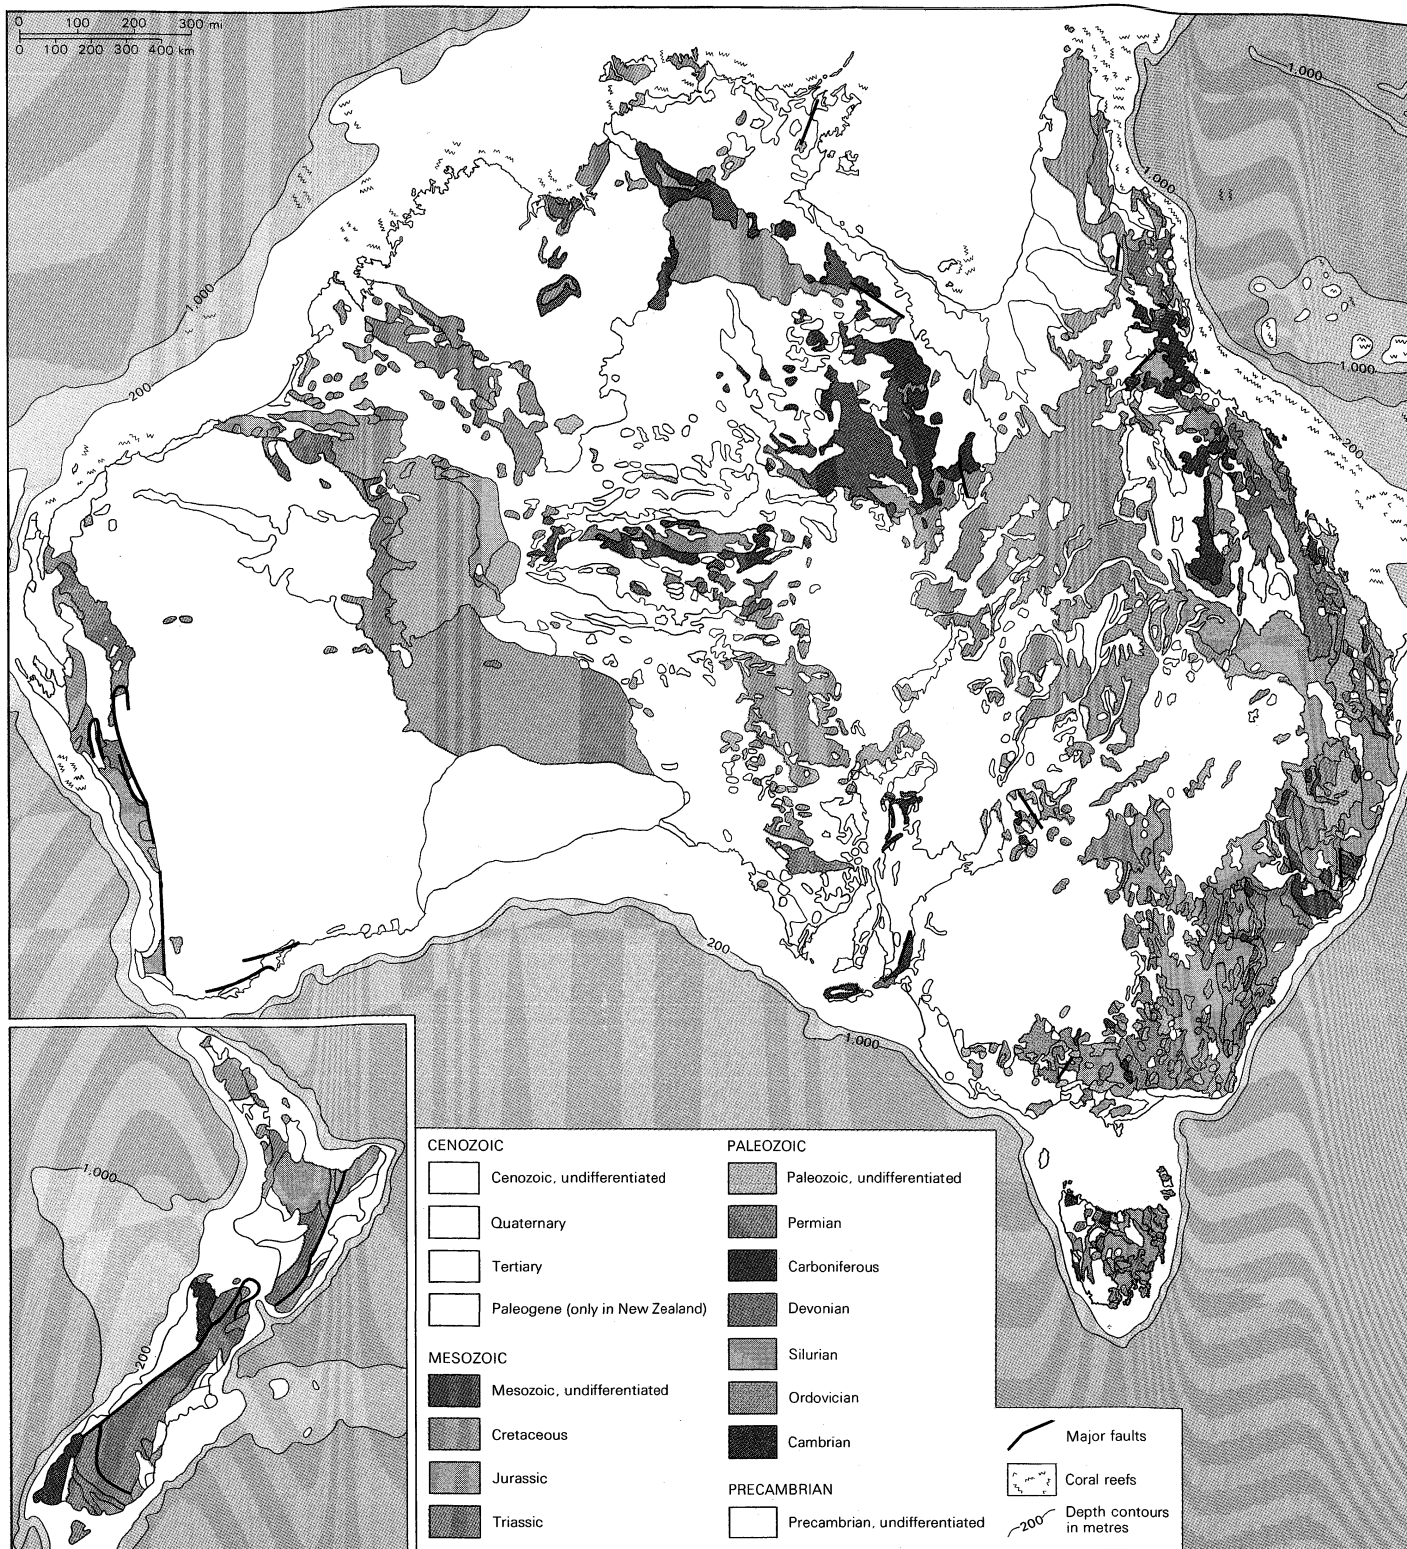 0 100 200 300 mi
0 100 200 300 400 km
1,000
1,000
1,000
200
1,000
200
200
1,000
1,000
200
CENOZOIC
Cenozoic, undifferentiated
Quaternary
Tertiary
Paleogene (only in New Zealand)
MESOZOIC
Mesozoic, undifferentiated
Cretaceous
Jurassic
Triassic
PALEOZOIC
Paleozoic, undifferentiated
Permian
Carboniferous
Devonian
Silurian
Ordovician
Cambrian
PRECAMBRIAN
Precambrian, undifferentiated
Major faults
Coral reefs
200
Depth contours
in metres